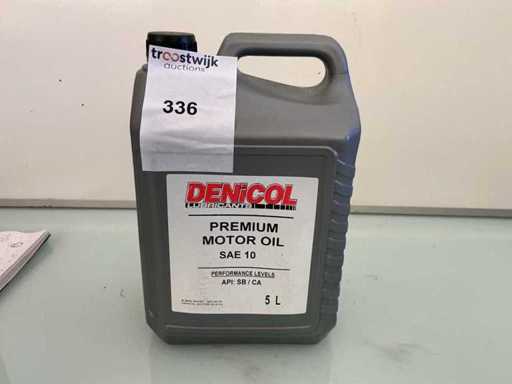 troostwijk
auctions
336
DENiCOL
LUBRICANTS
PREMIUM
MOTOR OIL
SAE 10
PERFORMANCE LEVELS
API: SB / CA
5 L